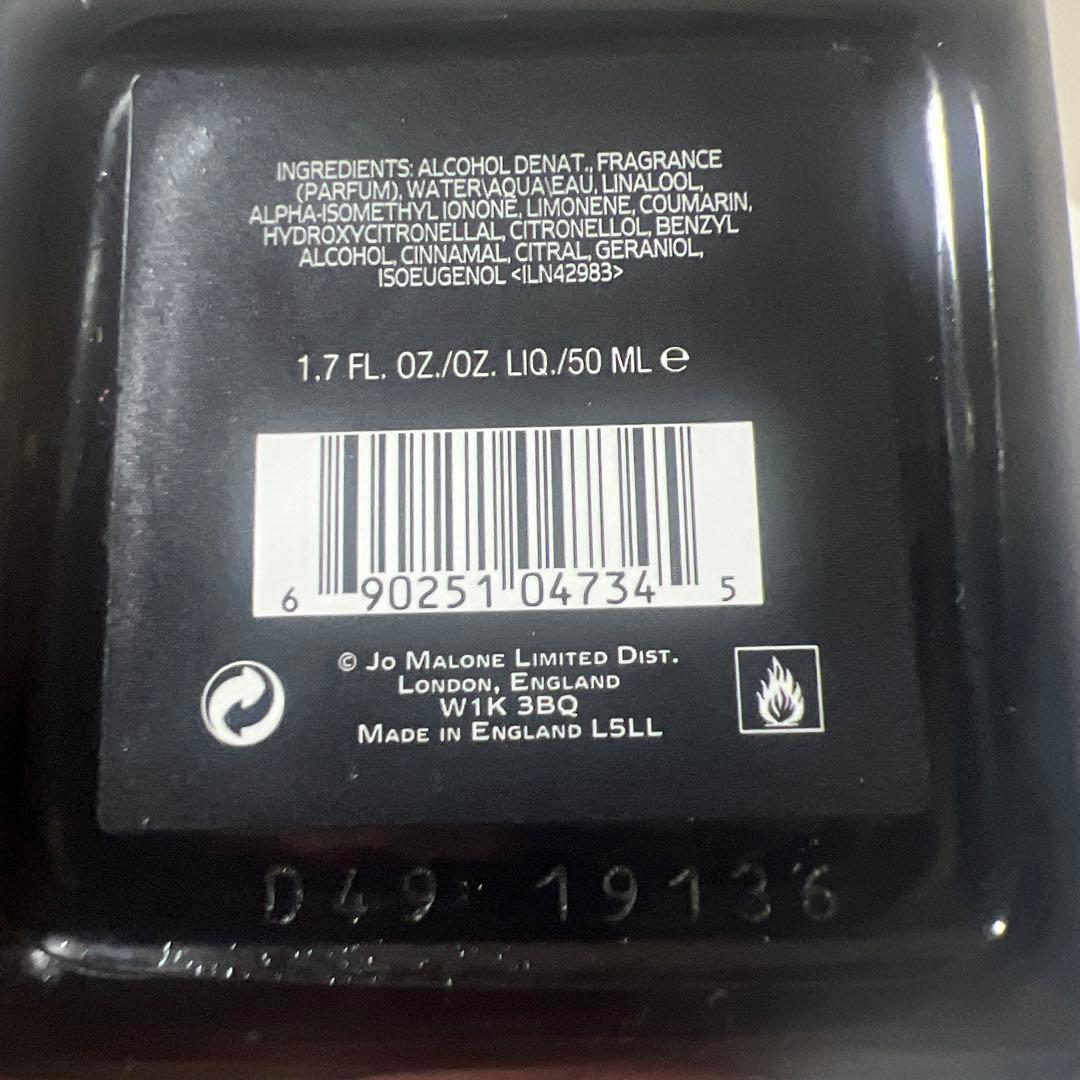 INGREDIENTS: ALCOHOL DENAT., FRAGRANCE
(PARFUM), WATER\AQUA\EAU, LINALOOL,
ALPHA-ISOMETHYL IONONE, LIMONENE, COUMARIN,
HYDROXYCITRONELLAL, CITRONELLOL, BENZYL
ALCOHOL, CINNAMAL, CITRAL, GERANIOL,
ISOEUGENOL <ILN42983>
1.7 FL. OZ./OZ. LIQ./50 ML ℮
6 90251 04734 5
© JO MALONE LIMITED DIST.
LONDON, ENGLAND
W1K 3BQ
MADE IN ENGLAND L5LL
D49 19136